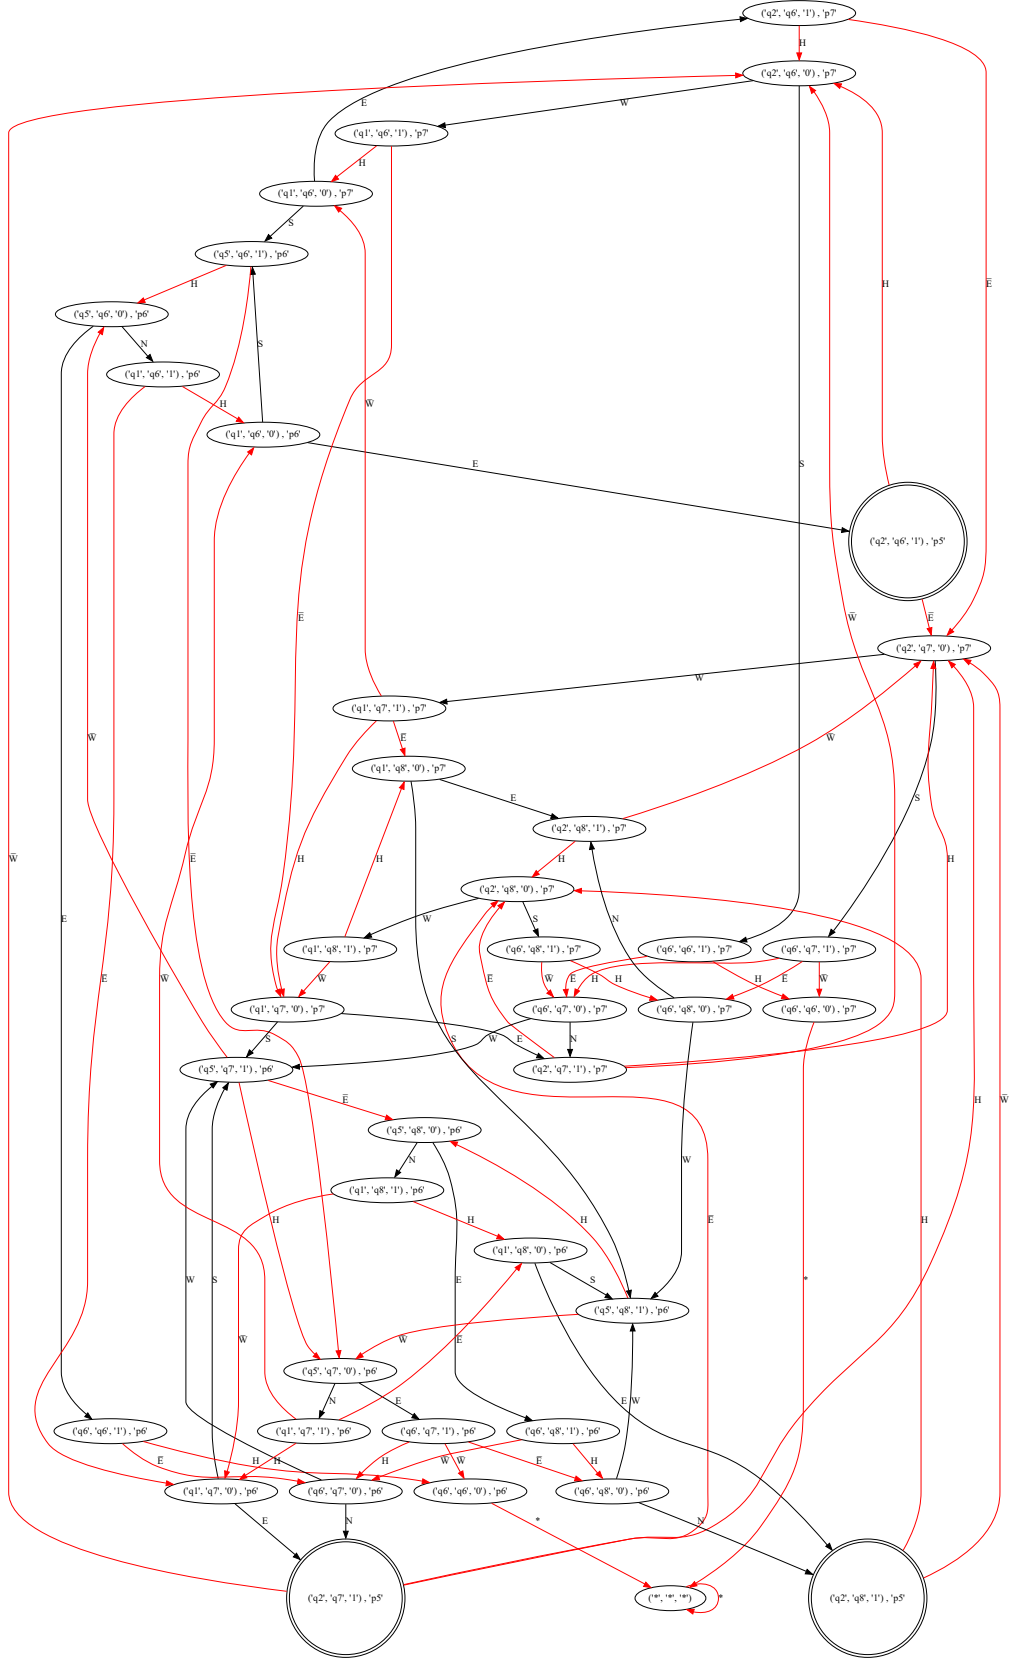 ('q2', 'q6', '1') , 'p7'
H
('q2', 'q6', '0') , 'p7'
E
W
('q1', 'q6', '1') , 'p7'
H
('q1', 'q6', '0') , 'p7'
S
('q5', 'q6', '1') , 'p6'
H
H
E̅
('q5', 'q6', '0') , 'p6'
N
S
('q1', 'q6', '1') , 'p6'
H
W̅
('q1', 'q6', '0') , 'p6'
E
S
('q2', 'q6', '1') , 'p5'
E̅
W̅
E̅
('q2', 'q7', '0') , 'p7'
W
('q1', 'q7', '1') , 'p7'
W̅
E̅
W̅
('q1', 'q8', '0') , 'p7'
E
S
('q2', 'q8', '1') , 'p7'
W̅
E̅
H
H
H
H
('q2', 'q8', '0') , 'p7'
E
W
S
('q1', 'q8', '1') , 'p7'
('q6', 'q8', '1') , 'p7'
N
('q6', 'q6', '1') , 'p7'
('q6', 'q7', '1') , 'p7'
E̅
W̅
W̅
E̅
W̅
E̅
H
H
H
E̅
W̅
('q1', 'q7', '0') , 'p7'
('q6', 'q7', '0') , 'p7'
('q6', 'q8', '0') , 'p7'
('q6', 'q6', '0') , 'p7'
S
W
E
S
N
('q5', 'q7', '1') , 'p6'
('q2', 'q7', '1') , 'p7'
E̅
H
W̅
('q5', 'q8', '0') , 'p6'
N
W
('q1', 'q8', '1') , 'p6'
H
H
H
E̅
H
('q1', 'q8', '0') , 'p6'
W
S
E
S
*
('q5', 'q8', '1') , 'p6'
W̅
E̅
W̅
('q5', 'q7', '0') , 'p6'
N
E
E
W
('q6', 'q6', '1') , 'p6'
('q1', 'q7', '1') , 'p6'
('q6', 'q7', '1') , 'p6'
('q6', 'q8', '1') , 'p6'
E̅
H
H
H
W̅
W̅
E̅
H
('q1', 'q7', '0') , 'p6'
('q6', 'q7', '0') , 'p6'
('q6', 'q6', '0') , 'p6'
('q6', 'q8', '0') , 'p6'
E
N
*
N
('q2', 'q7', '1') , 'p5'
('*', '*', '*')
*
('q2', 'q8', '1') , 'p5'